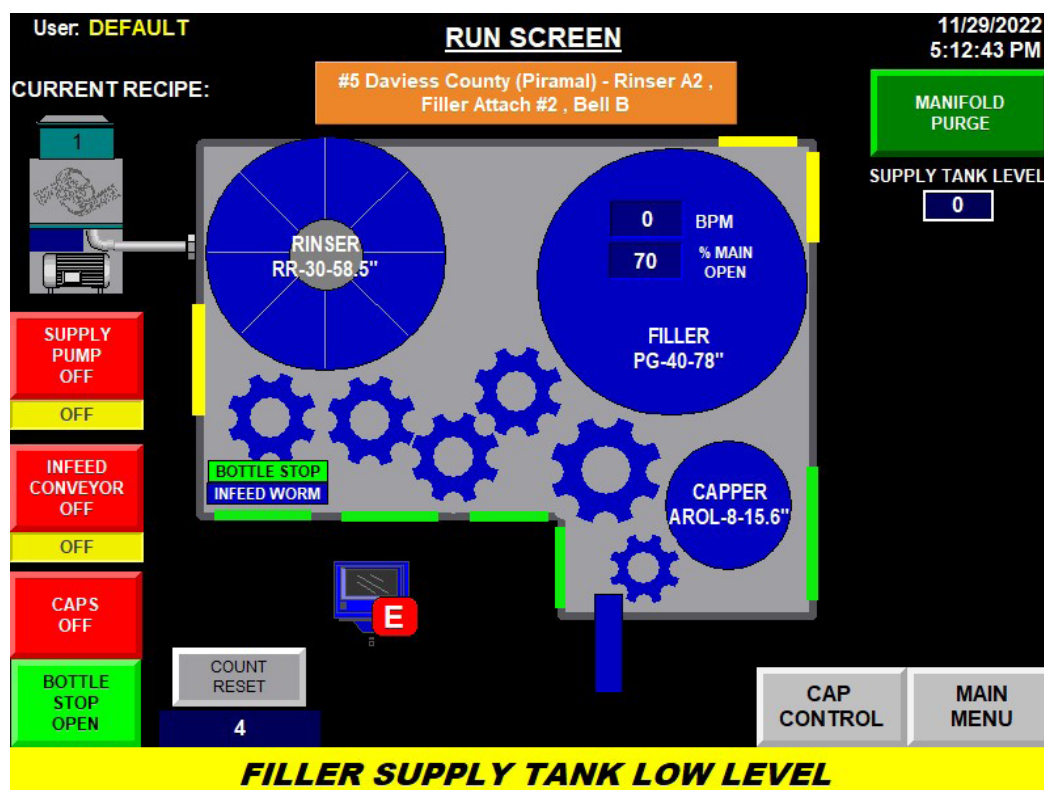 User: DEFAULT
RUN SCREEN
11/29/2022
5:12:43 PM
CURRENT RECIPE:
#5 Daviess County (Piramal) - Rinser A2 ,
Filler Attach #2 , Bell B
MANIFOLD
PURGE
1
SUPPLY TANK LEVEL
0
RINSER
RR-30-58.5"
0 BPM
70 % MAIN
OPEN
FILLER
PG-40-78"
SUPPLY
PUMP
OFF
OFF
INFEED
CONVEYOR
OFF
OFF
BOTTLE STOP
INFEED WORM
CAPPER
AROL-8-15.6"
CAPS
OFF
E
BOTTLE
STOP
OPEN
COUNT
RESET
4
CAP
CONTROL
MAIN
MENU
FILLER SUPPLY TANK LOW LEVEL